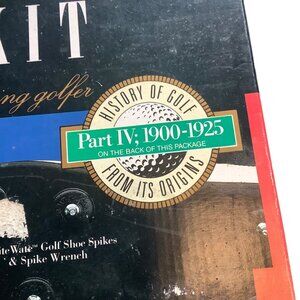 KIT
ng golfer
HISTORY OF GOLF
Part IV; 1900-1925
ON THE BACK OF THIS PACKAGE
FROM ITS ORIGINS
iteWate™ Golf Shoe Spikes
& Spike Wrench